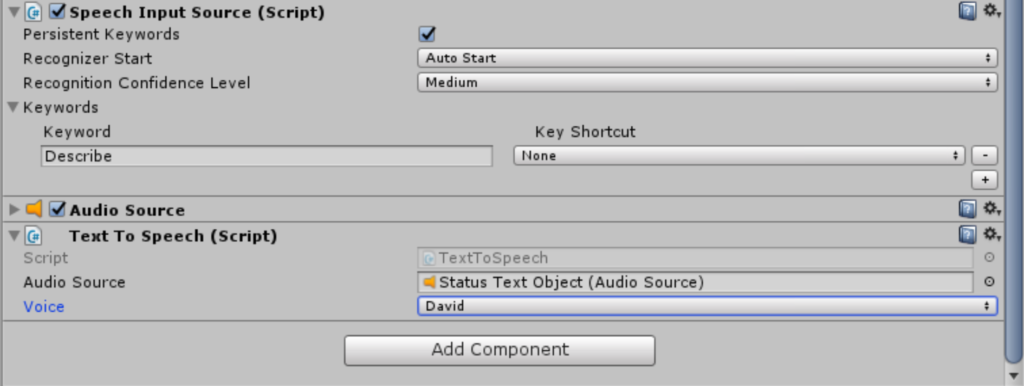 Speech Input Source (Script)
Persistent Keywords
Recognizer Start Auto Start
Recognition Confidence Level Medium
Keywords
Keyword Key Shortcut
Describe None -
+
Audio Source
Text To Speech (Script)
Script TextToSpeech
Audio Source Status Text Object (Audio Source)
Voice David
Add Component